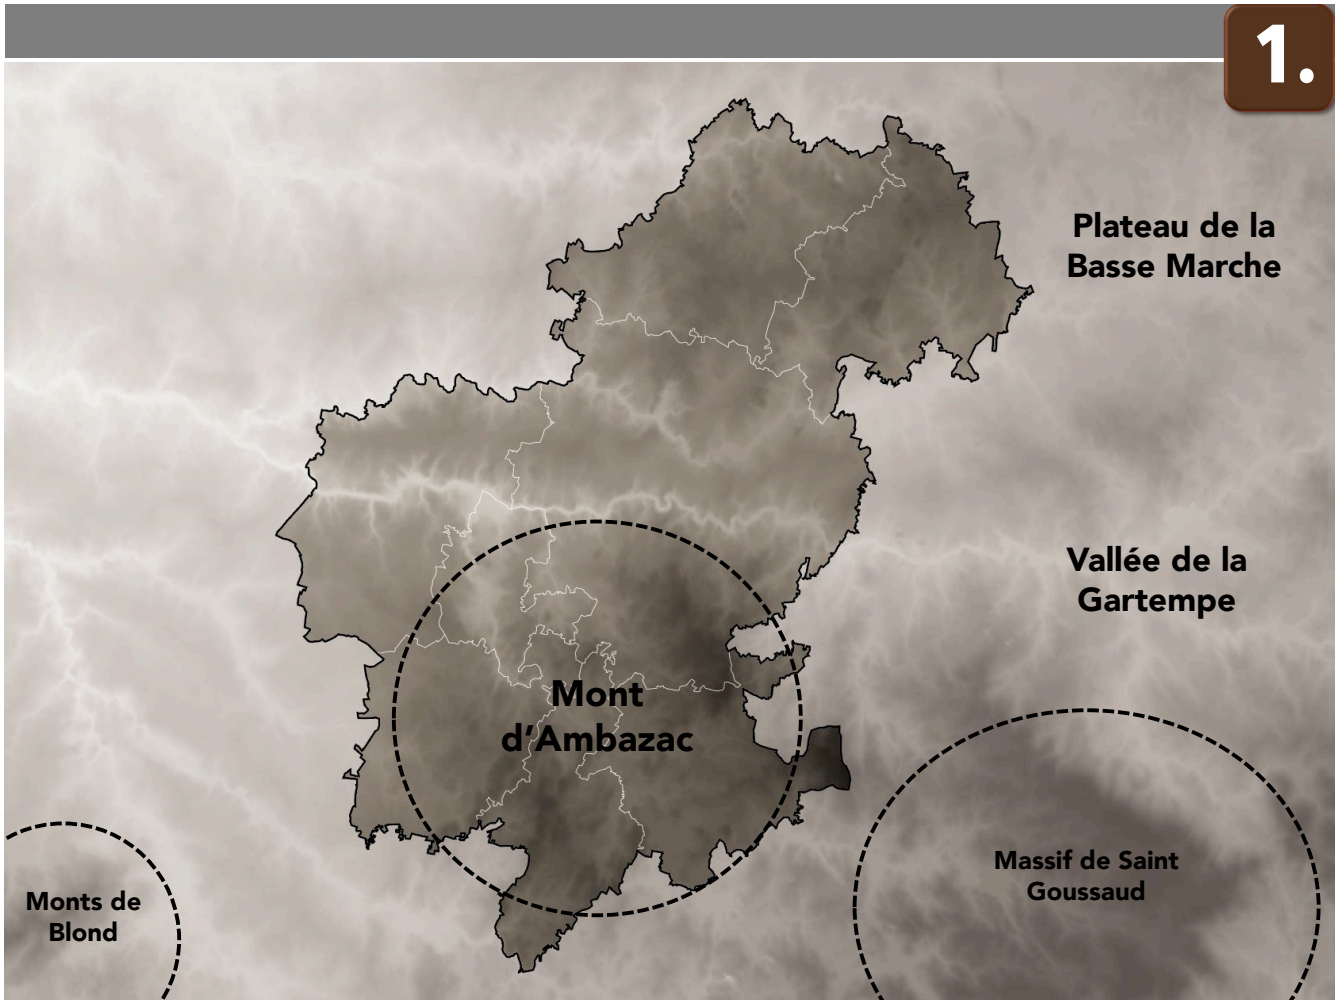 1.
Plateau de la
Basse Marche
Vallée de la
Gartempe
Mont
d’Ambazac
Massif de Saint
Goussaud
Monts de
Blond